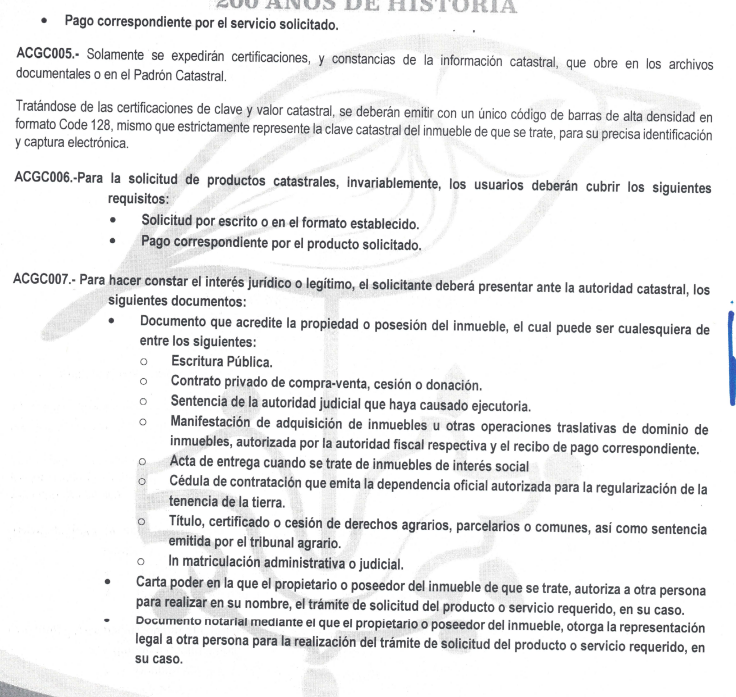 200 AÑOS DE HISTORIA
• Pago correspondiente por el servicio solicitado.
ACGC005.- Solamente se expedirán certificaciones, y constancias de la información catastral, que obre en los archivos
documentales o en el Padrón Catastral.
Tratándose de las certificaciones de clave y valor catastral, se deberán emitir con un único código de barras de alta densidad en
formato Code 128, mismo que estrictamente represente la clave catastral del inmueble de que se trate, para su precisa identificación
y captura electrónica.
ACGC006.-Para la solicitud de productos catastrales, invariablemente, los usuarios deberán cubrir los siguientes
requisitos:
• Solicitud por escrito o en el formato establecido.
• Pago correspondiente por el producto solicitado.
ACGC007.- Para hacer constar el interés jurídico o legítimo, el solicitante deberá presentar ante la autoridad catastral, los
siguientes documentos:
• Documento que acredite la propiedad o posesión del inmueble, el cual puede ser cualesquiera de
entre los siguientes:
○ Escritura Pública.
○ Contrato privado de compra-venta, cesión o donación.
○ Sentencia de la autoridad judicial que haya causado ejecutoria.
○ Manifestación de adquisición de inmuebles u otras operaciones traslativas de dominio de
inmuebles, autorizada por la autoridad fiscal respectiva y el recibo de pago correspondiente.
○ Acta de entrega cuando se trate de inmuebles de interés social
○ Cédula de contratación que emita la dependencia oficial autorizada para la regularización de la
tenencia de la tierra.
○ Título, certificado o cesión de derechos agrarios, parcelarios o comunes, así como sentencia
emitida por el tribunal agrario.
○ In matriculación administrativa o judicial.
• Carta poder en la que el propietario o poseedor del inmueble de que se trate, autoriza a otra persona
para realizar en su nombre, el trámite de solicitud del producto o servicio requerido, en su caso.
• Documento notarial mediante el que el propietario o poseedor del inmueble, otorga la representación
legal a otra persona para la realización del trámite de solicitud del producto o servicio requerido, en
su caso.